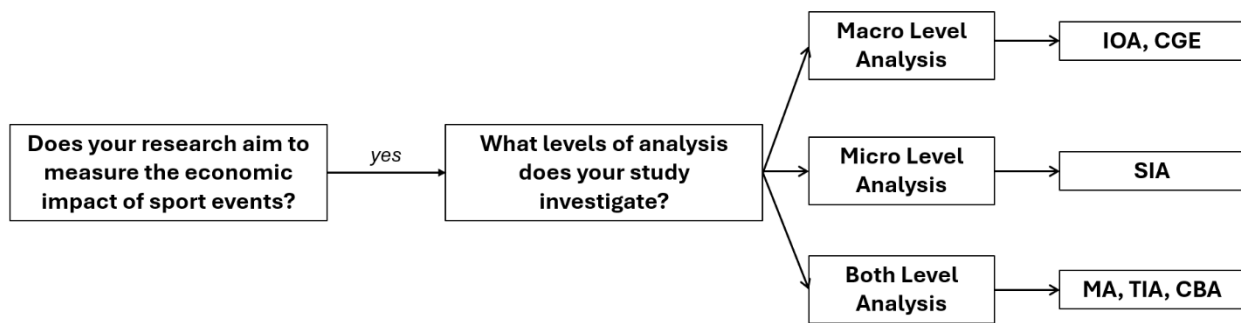 Does your research aim to
measure the economic
impact of sport events?
yes
What levels of analysis
does your study
investigate?
Macro Level
Analysis
IOA, CGE
Micro Level
Analysis
SIA
Both Level
Analysis
MA, TIA, CBA